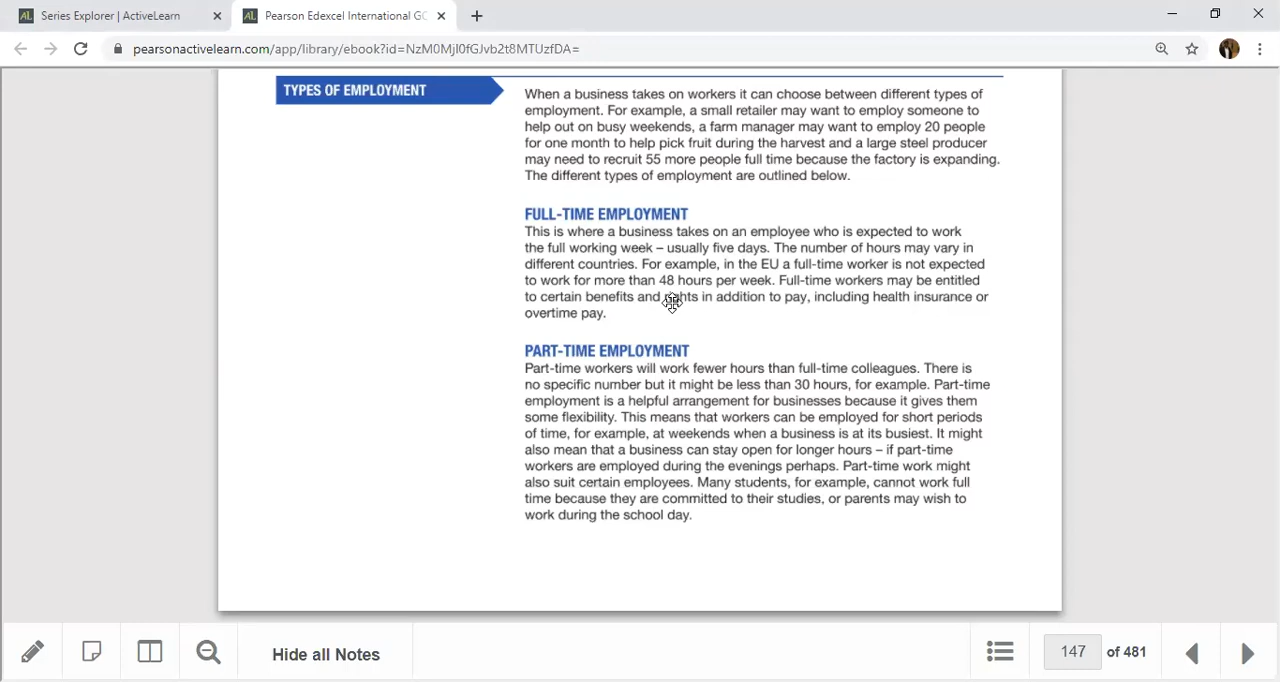 Series Explorer | ActiveLearn
Pearson Edexcel International GC
pearsonactivelearn.com/app/library/ebook?id=NzM0MjI0fGJvb2t8MTUzfDA=
TYPES OF EMPLOYMENT
When a business takes on workers it can choose between different types of
employment. For example, a small retailer may want to employ someone to
help out on busy weekends, a farm manager may want to employ 20 people
for one month to help pick fruit during the harvest and a large steel producer
may need to recruit 55 more people full time because the factory is expanding.
The different types of employment are outlined below.
FULL-TIME EMPLOYMENT
This is where a business takes on an employee who is expected to work
the full working week – usually five days. The number of hours may vary in
different countries. For example, in the EU a full-time worker is not expected
to work for more than 48 hours per week. Full-time workers may be entitled
to certain benefits and rights in addition to pay, including health insurance or
overtime pay.
PART-TIME EMPLOYMENT
Part-time workers will work fewer hours than full-time colleagues. There is
no specific number but it might be less than 30 hours, for example. Part-time
employment is a helpful arrangement for businesses because it gives them
some flexibility. This means that workers can be employed for short periods
of time, for example, at weekends when a business is at its busiest. It might
also mean that a business can stay open for longer hours – if part-time
workers are employed during the evenings perhaps. Part-time work might
also suit certain employees. Many students, for example, cannot work full
time because they are committed to their studies, or parents may wish to
work during the school day.
Hide all Notes
147 of 481